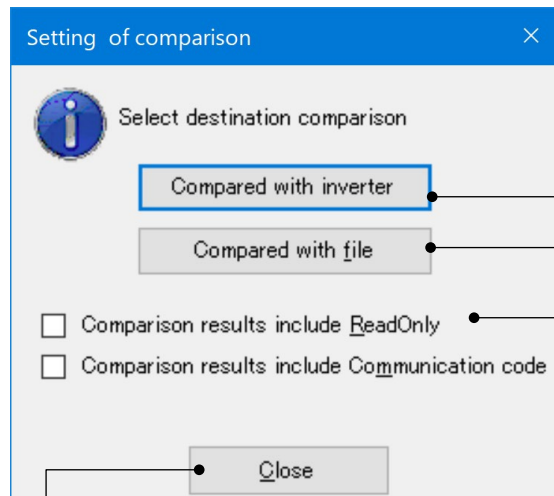 Setting of comparison
Select destination comparison
Compared with inverter
Compared with file
Comparison results include ReadOnly
Comparison results include Communication code
Close